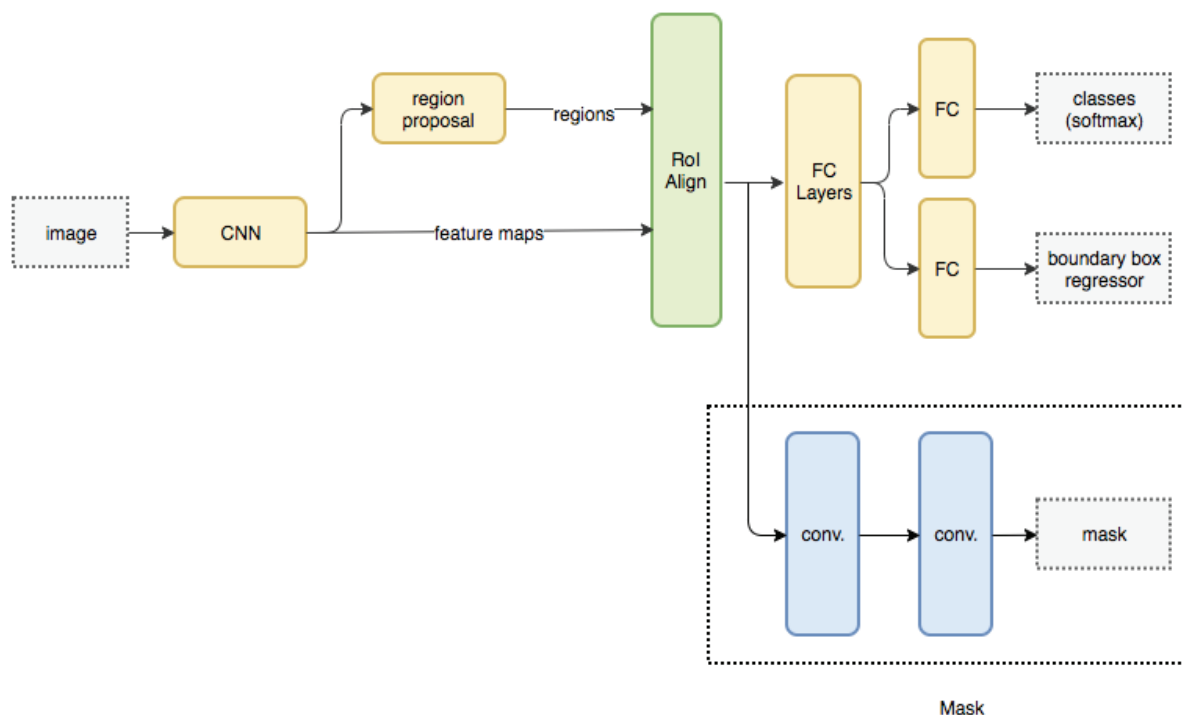 image
CNN
region
proposal
regions
feature maps
RoI
Align
FC
Layers
FC
classes
(softmax)
FC
boundary box
regressor
conv.
conv.
mask
Mask